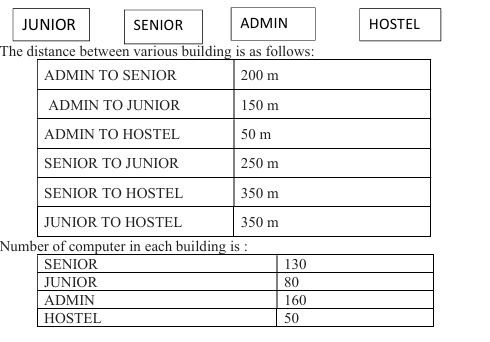 JUNIOR SENIOR ADMIN HOSTEL
The distance between various building is as follows:
ADMIN TO SENIOR 200 m
ADMIN TO JUNIOR 150 m
ADMIN TO HOSTEL 50 m
SENIOR TO JUNIOR 250 m
SENIOR TO HOSTEL 350 m
JUNIOR TO HOSTEL 350 m
Number of computer in each building is :
SENIOR 130
JUNIOR 80
ADMIN 160
HOSTEL 50